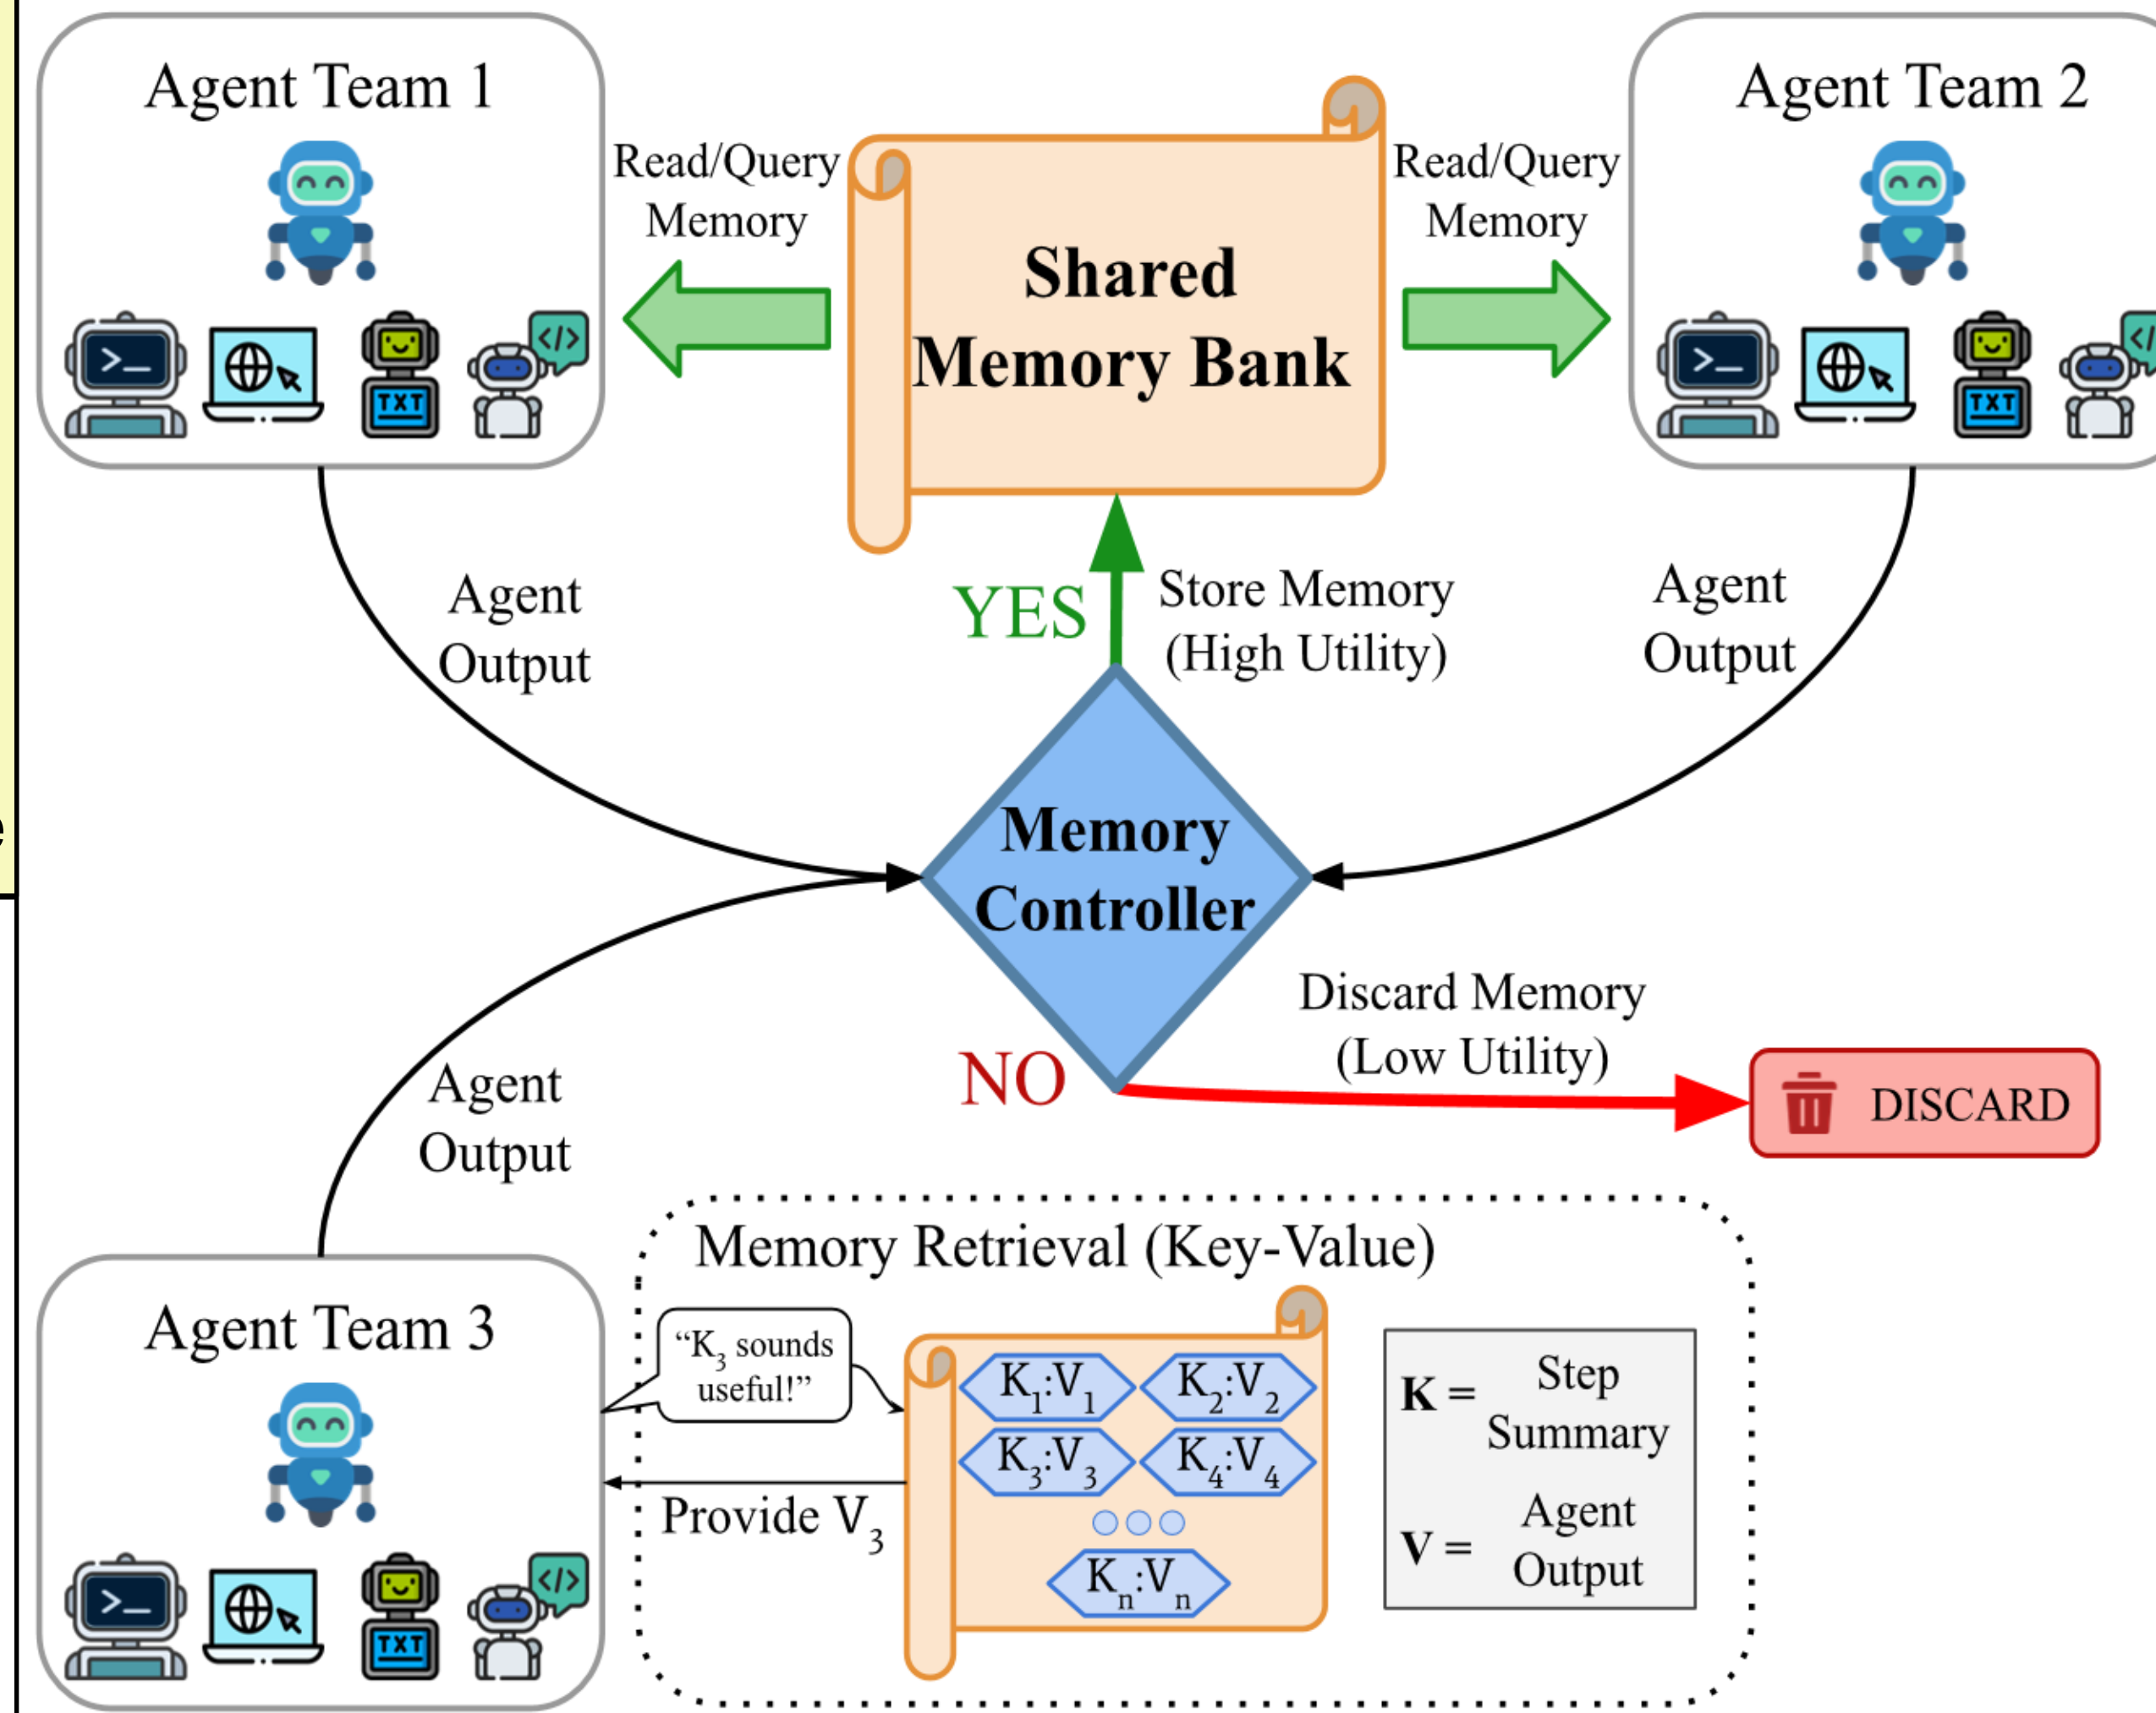 Agent Team 1
>_
TXT
</>
Read/Query
Memory
Shared
Memory Bank
Read/Query
Memory
Agent Team 2
>_
TXT
Agent
Output
YES
Store Memory
(High Utility)
Agent
Output
Memory
Controller
Discard Memory
(Low Utility)
NO
DISCARD
Agent
Output
Agent Team 3
>_
TXT
</>
Memory Retrieval (Key-Value)
“K₃ sounds
useful!”
Provide V₃
K₁:V₁
K₂:V₂
K₃:V₃
K₄:V₄
Kₙ:Vₙ
K = Step
Summary
V = Agent
Output